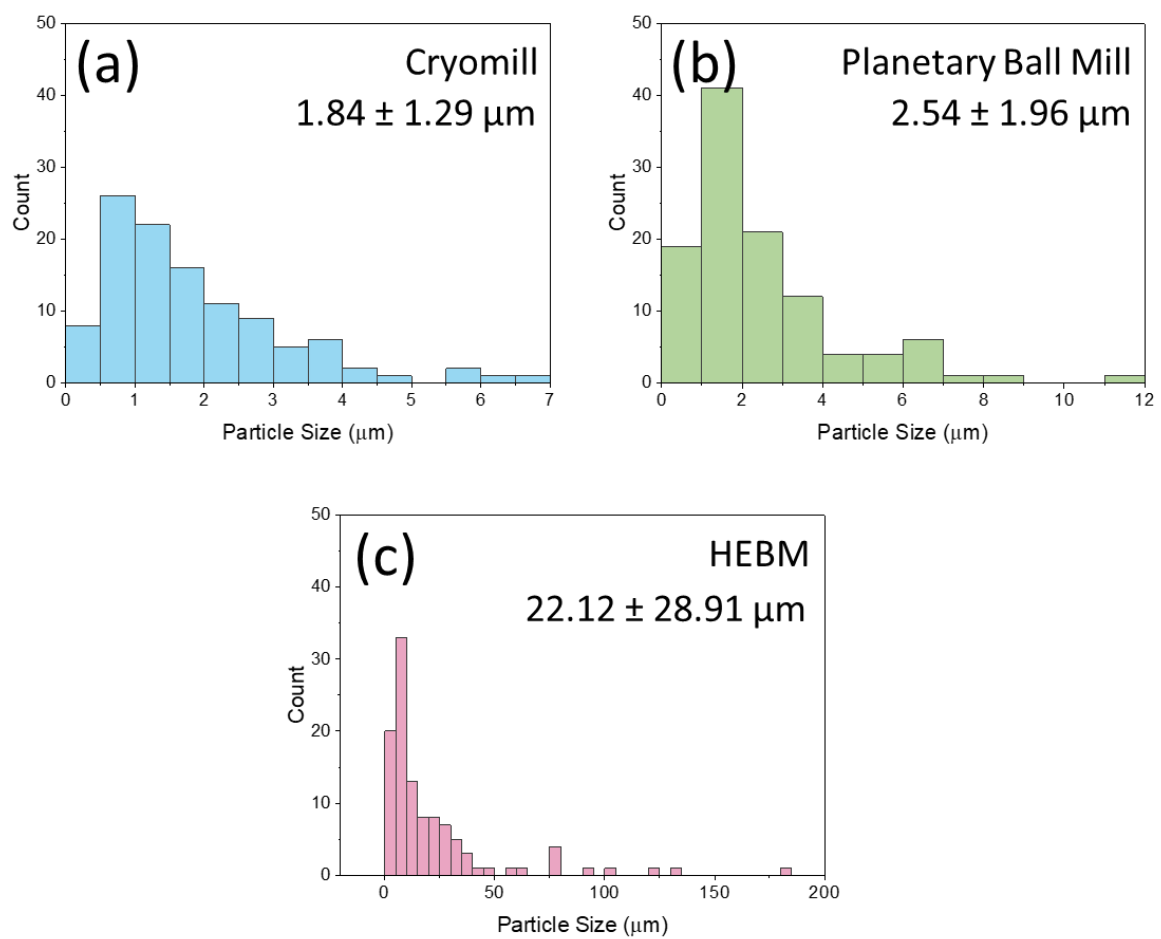 (a)
Cryomill
1.84 ± 1.29 μm
50
40
30
20
10
0
Count
0 1 2 3 4 5 6 7
Particle Size (μm)
(b)
Planetary Ball Mill
2.54 ± 1.96 μm
50
40
30
20
10
0
Count
0 2 4 6 8 10 12
Particle Size (μm)
(c)
HEBM
22.12 ± 28.91 μm
50
40
30
20
10
0
Count
0 50 100 150 200
Particle Size (μm)